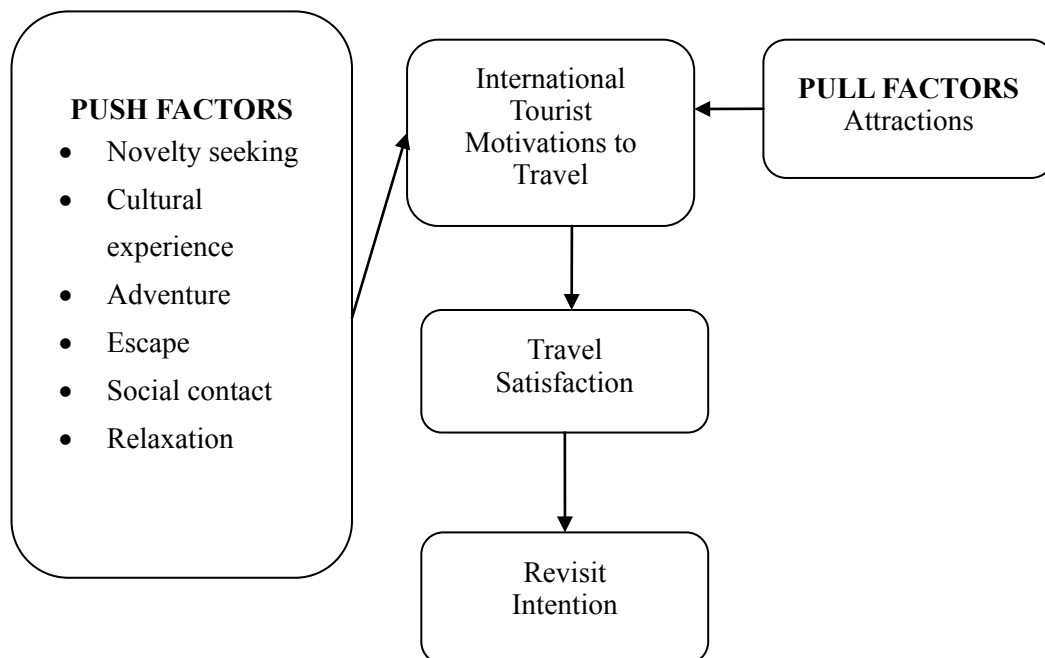 PUSH FACTORS
• Novelty seeking
• Cultural
experience
• Adventure
• Escape
• Social contact
• Relaxation
International
Tourist
Motivations to
Travel
PULL FACTORS
Attractions
Travel
Satisfaction
Revisit
Intention